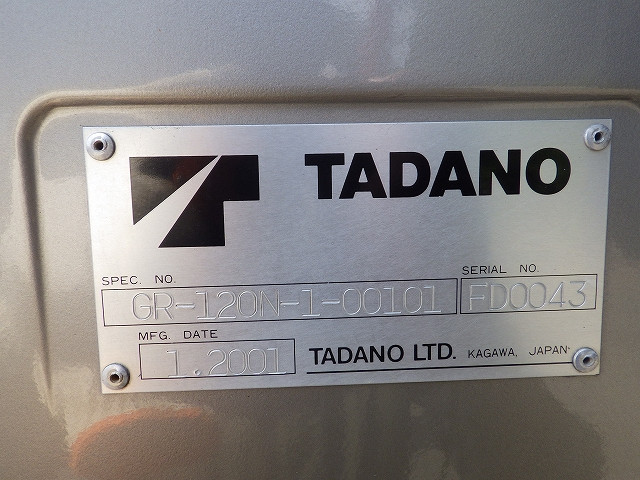 TADANO
SPEC. NO.
GR-120N-1-00101
SERIAL NO.
FD0043
MFG. DATE
1.2001
TADANO LTD. KAGAWA, JAPAN